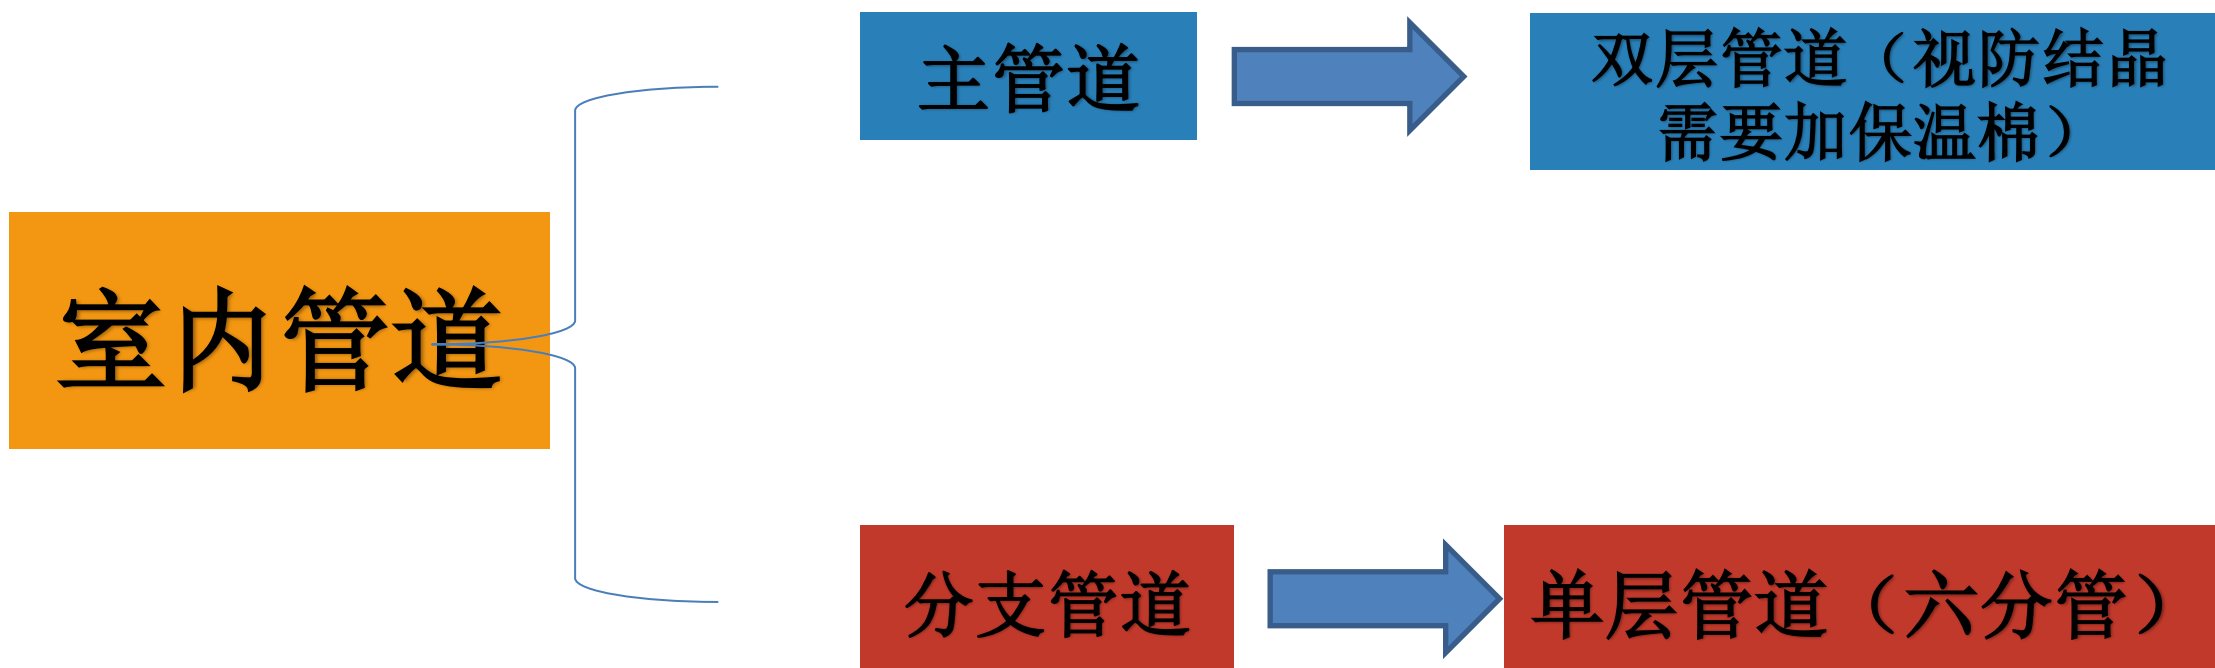 主管道
双层管道（视防结晶
需要加保温棉）
室内管道
分支管道
单层管道（六分管）